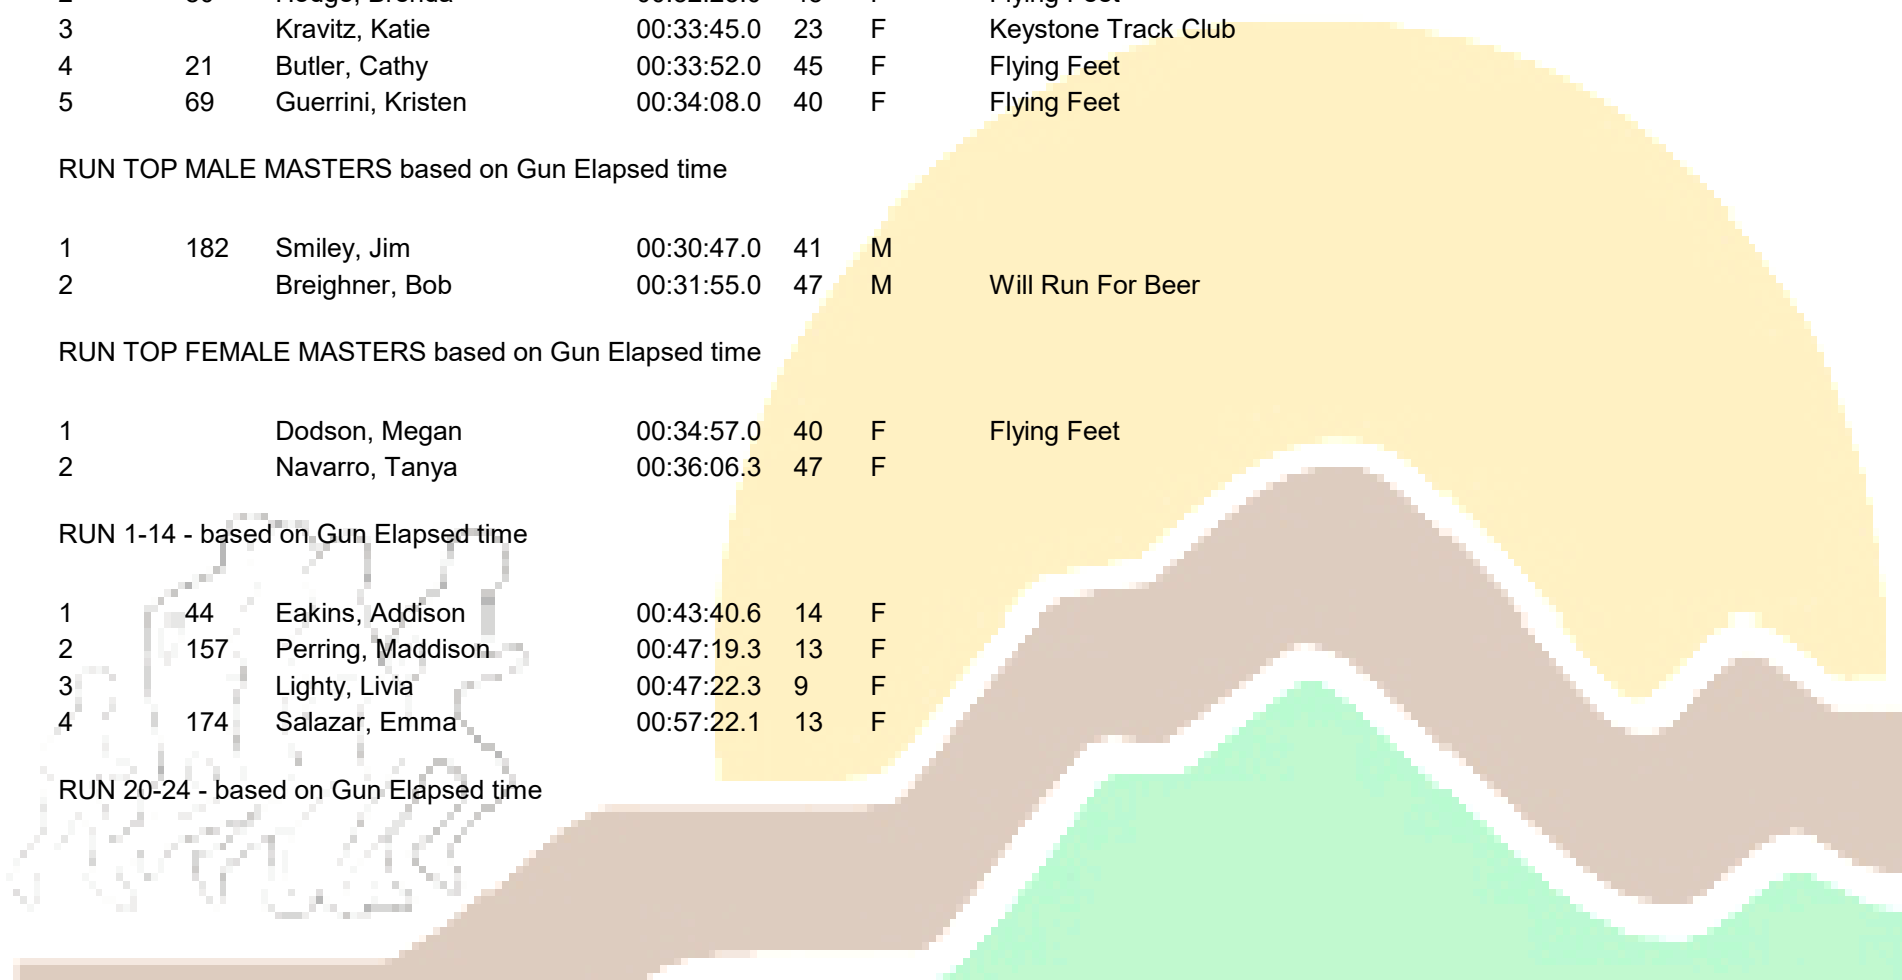 3 Kravitz, Katie 00:33:45.0 23 F Keystone Track Club
4 21 Butler, Cathy 00:33:52.0 45 F Flying Feet
5 69 Guerrini, Kristen 00:34:08.0 40 F Flying Feet
RUN TOP MALE MASTERS based on Gun Elapsed time
1 182 Smiley, Jim 00:30:47.0 41 M
2 Breighner, Bob 00:31:55.0 47 M Will Run For Beer
RUN TOP FEMALE MASTERS based on Gun Elapsed time
1 Dodson, Megan 00:34:57.0 40 F Flying Feet
2 Navarro, Tanya 00:36:06.3 47 F
RUN 1-14 - based on Gun Elapsed time
1 44 Eakins, Addison 00:43:40.6 14 F
2 157 Perring, Maddison 00:47:19.3 13 F
3 Lighty, Livia 00:47:22.3 9 F
4 174 Salazar, Emma 00:57:22.1 13 F
RUN 20-24 - based on Gun Elapsed time